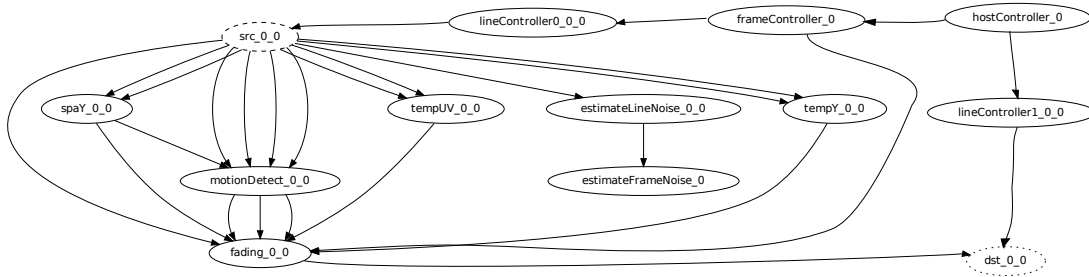 lineController0_0_0
frameController_0
hostController_0
src_0_0
spaY_0_0
tempUV_0_0
estimateLineNoise_0_0
tempY_0_0
lineController1_0_0
motionDetect_0_0
estimateFrameNoise_0
fading_0_0
dst_0_0